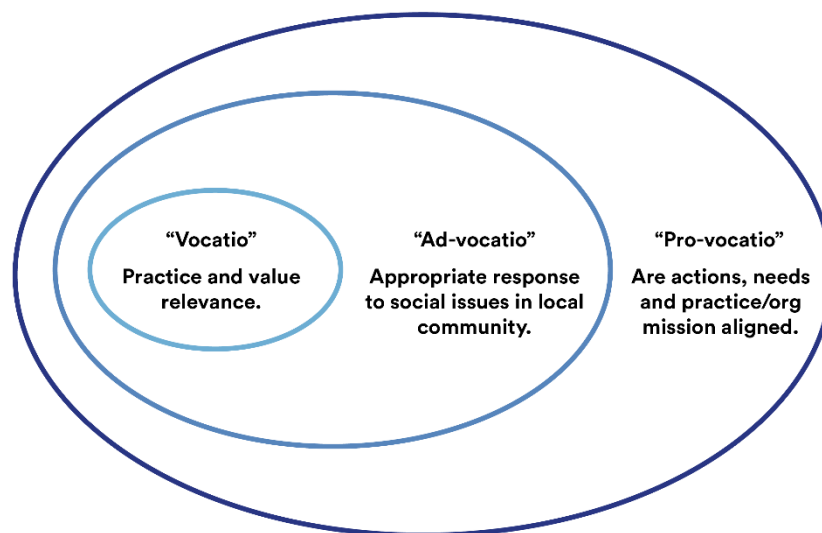 “Vocatio”
Practice and value
relevance.
“Ad-vocatio”
Appropriate response
to social issues in local
community.
“Pro-vocatio”
Are actions, needs
and practice/org
mission aligned.